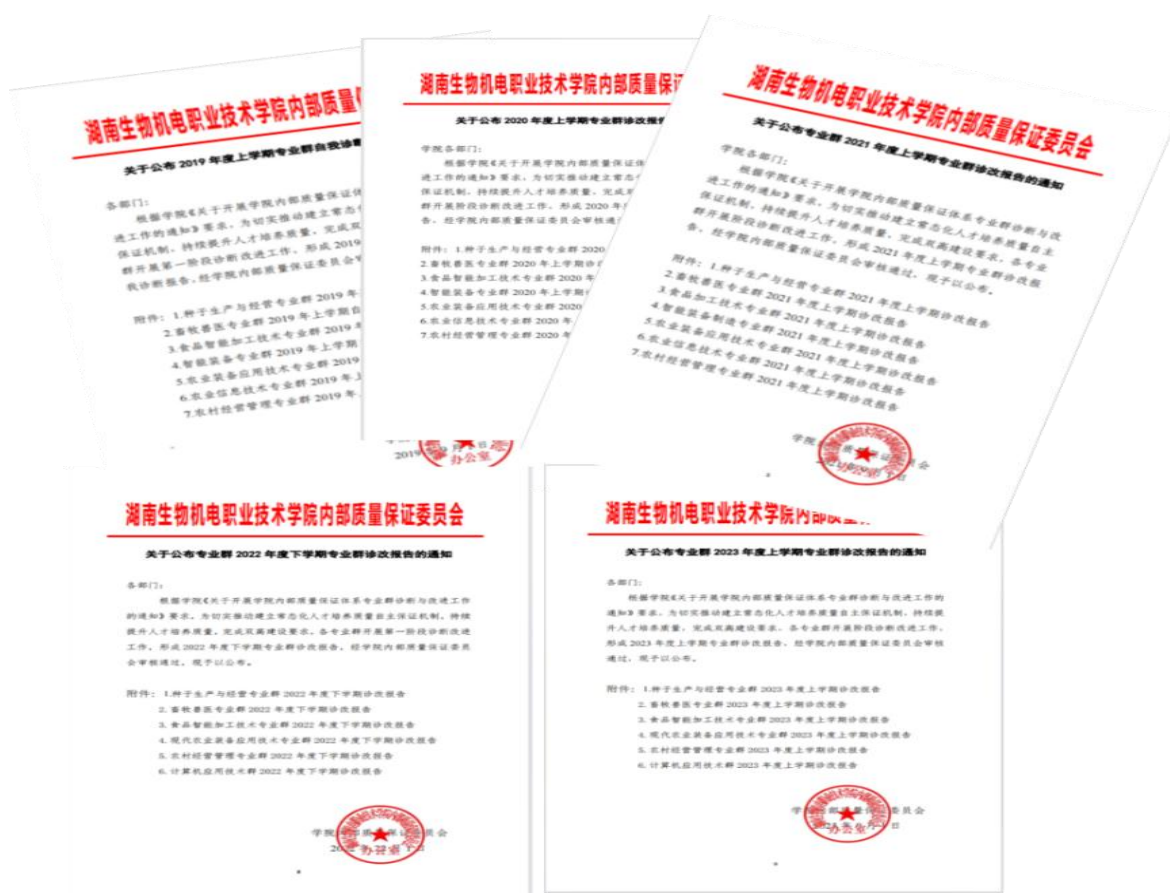 湖南生物机电职业技术学院内部质量
关于公布 2019 年度上学期专业群自我诊断
各部门：
根据学院《关于开展学院内部质量保证体
进工作的通知》要求，为切实推动建立常态化
保证机制，持续提升人才培养质量，完成双
群开展第一阶段诊断改进工作，形成 2019
我诊断报告，经学院内部质量保证委员会审
附件：1.种子生产与经营专业群 2019 年
2.畜牧兽医专业群 2019 年上学期自
3.食品智能加工技术专业群 2019 年
4.智能装备专业群 2019 年上学期
5.农业装备应用技术专业群 2019
6.农业信息技术专业群 2019 年上
7.农村经营管理专业群 2019 年
办公室
湖南生物机电职业技术学院内部质量保证
关于公布 2020 年度上学期专业群诊改报告
学院各部门：
根据学院《关于开展学院内部质量保证体
进工作的通知》要求，为切实推动建立常态化
保证机制，持续提升人才培养质量，完成双
群开展阶段诊断改进工作，形成 2020 年
告，经学院内部质量保证委员会审核通
附件：1.种子生产与经营专业群 2020
2.畜牧兽医专业群 2020 年上学期诊
3.食品智能加工技术专业群 2020 年
4.智能装备专业群 2020 年上学期
5.农业装备应用技术专业群 2020
6.农业信息技术专业群 2020 年
7.农村经营管理专业群 2020 年
湖南生物机电职业技术学院内部质量保证委员会
关于公布专业群 2021 年度上学期专业群诊改报告的通知
学院各部门：
根据学院《关于开展学院内部质量保证体系专业群诊断与改
进工作的通知》要求，为切实推动建立常态化人才培养质量自主
保证机制，持续提升人才培养质量，完成双高建设要求，各专业
群开展阶段诊断改进工作，形成 2021 年度上学期专业群诊改报
告，经学院内部质量保证委员会审核通过，现予以公布。
附件：1.种子生产与经营专业群 2021 年度上学期诊改报告
2.畜牧兽医专业群 2021 年度上学期诊改报告
3.食品加工技术专业群 2021 年度上学期诊改报告
4.智能装备制造专业群 2021 年度上学期诊改报告
5.农业装备应用技术专业群 2021 年度上学期诊改报告
6.农业信息技术专业群 2021 年度上学期诊改报告
7.农村经营管理专业群 2021 年度上学期诊改报告
办公室
湖南生物机电职业技术学院内部质量保证委员会
关于公布专业群 2022 年度下学期专业群诊改报告的通知
各部门：
根据学院《关于开展学院内部质量保证体系专业群诊断与改进工作
的通知》要求，为切实推动建立常态化人才培养质量自主保证机制，持续
提升人才培养质量，完成双高建设要求，各专业群开展第一阶段诊断改进
工作，形成 2022 年度下学期专业群诊改报告，经学院内部质量保证委员
会审核通过，现予以公布。
附件：1.种子生产与经营专业群 2022 年度下学期诊改报告
2. 畜牧兽医专业群 2022 年度下学期诊改报告
3. 食品智能加工技术专业群 2022 年度下学期诊改报告
4. 现代农业装备应用技术专业群 2022 年度下学期诊改报告
5. 农村经营管理专业群 2022 年度下学期诊改报告
6. 计算机应用技术群 2022 年度下学期诊改报告
办公室
湖南生物机电职业技术学院内部质量
关于公布专业群 2023 年度上学期专业群诊改报告的通知
各部门：
根据学院《关于开展学院内部质量保证体系专业群诊断与改进工作的
通知》要求，为切实推动建立常态化人才培养质量自主保证机制，持续提
升人才培养质量，完成双高建设要求，各专业群开展阶段诊断改进工作，
形成 2023 年度上学期专业群诊改报告，经学院内部质量保证委员会审核
通过，现予以公布。
附件：1.种子生产与经营专业群 2023 年度上学期诊改报告
2. 畜牧兽医专业群 2023 年度上学期诊改报告
3. 食品智能加工技术专业群 2023 年度上学期诊改报告
4. 现代农业装备应用技术专业群 2023 年度上学期诊改报告
5. 农村经营管理专业群 2023 年度上学期诊改报告
6. 计算机应用技术群 2023 年度上学期诊改报告
办公室